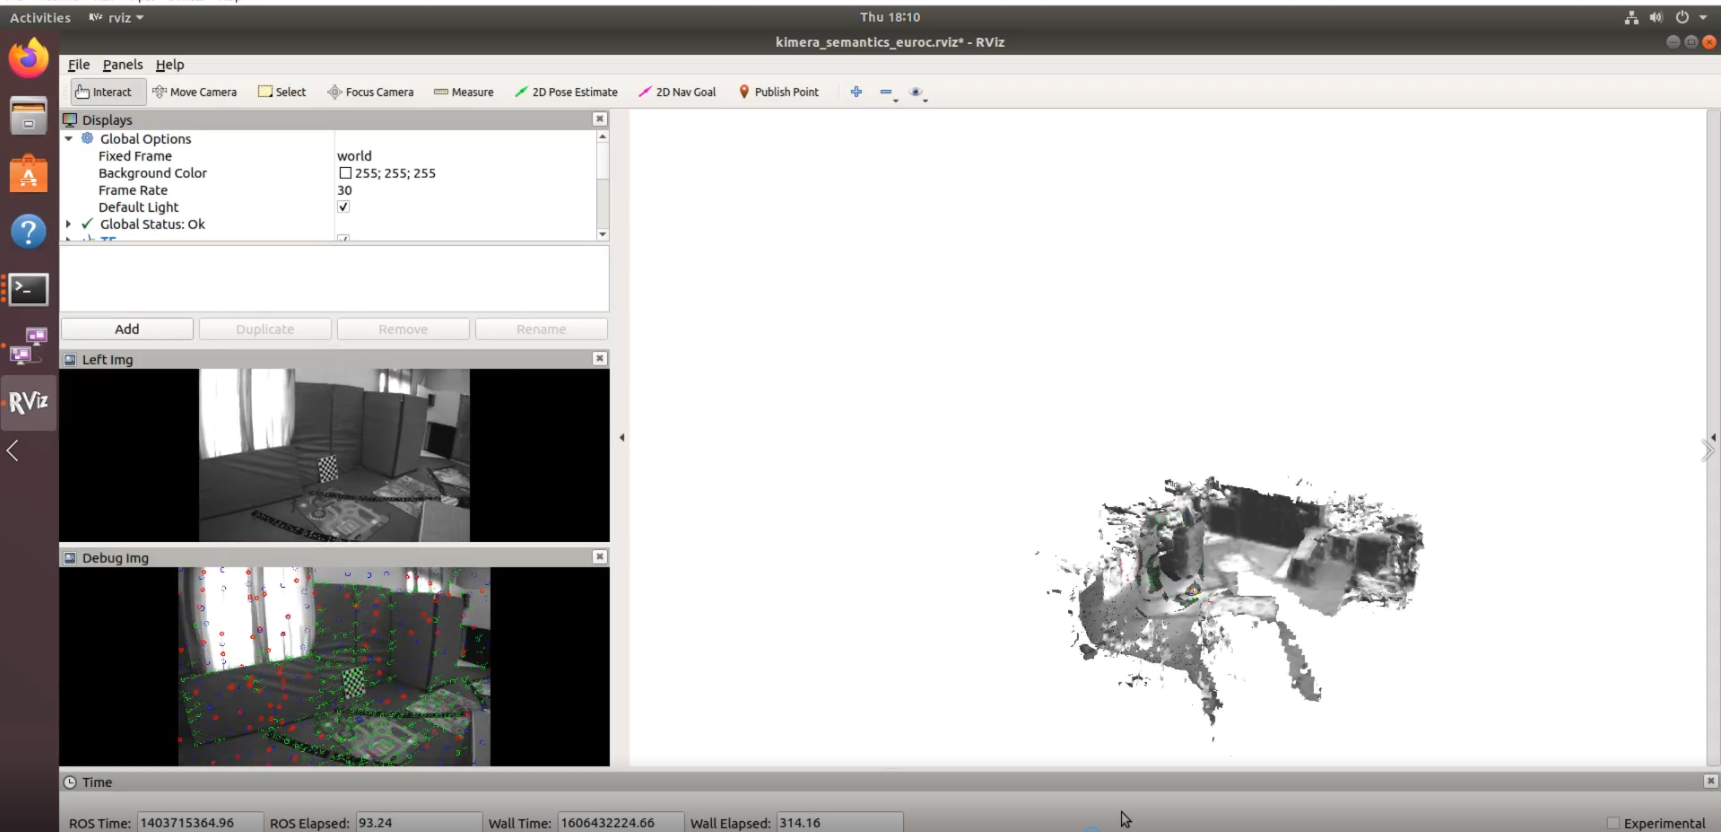 Activities rviz Thu 18:10
kimera_semantics_euroc.rviz* - RViz
File Panels Help
Interact Move Camera Select Focus Camera Measure 2D Pose Estimate 2D Nav Goal Publish Point
Displays
Global Options
Fixed Frame world
Background Color 255; 255; 255
Frame Rate 30
Default Light
Global Status: Ok
Add Duplicate Remove Rename
Left Img
RViz
Debug Img
Time
ROS Time: 1403715364.96 ROS Elapsed: 93.24 Wall Time: 1606432224.66 Wall Elapsed: 314.16 Experimental